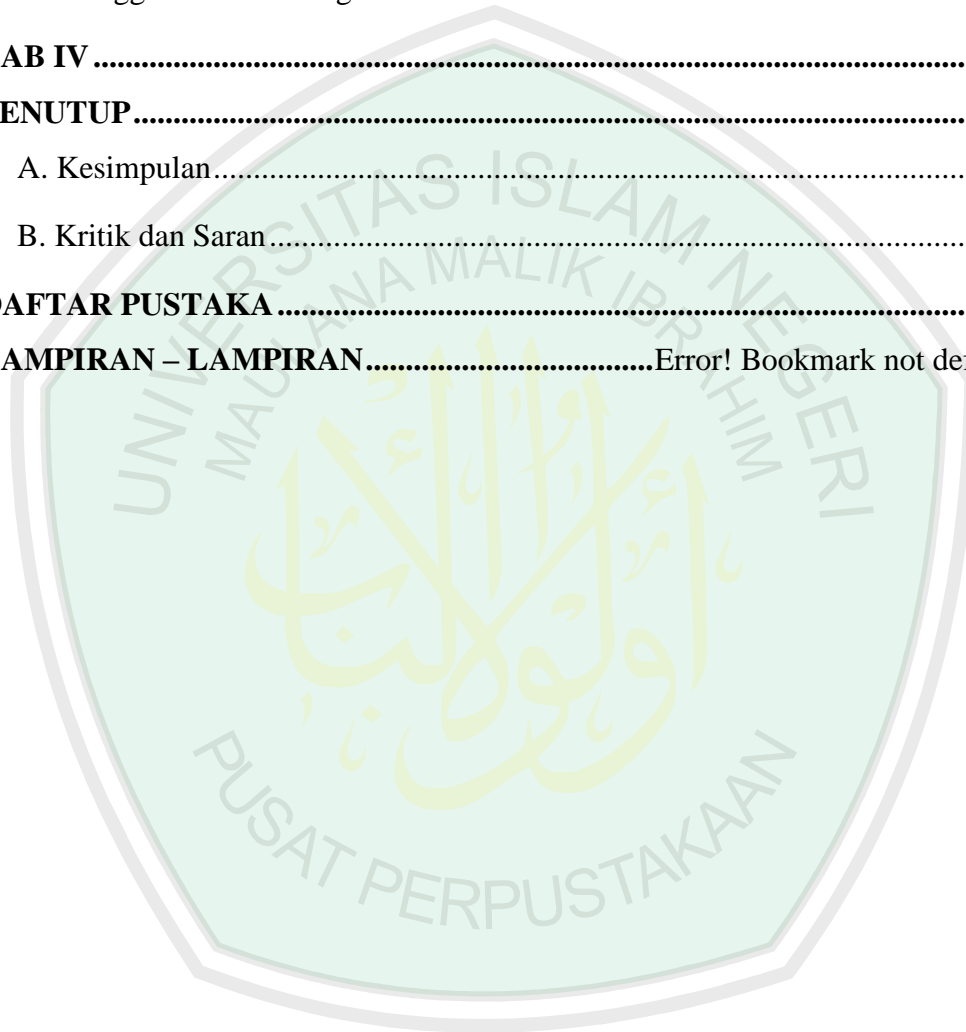 AB IV ........................................................................................................
ENUTUP...................................................................................................
A. Kesimpulan.............................................................................................
B. Kritik dan Saran......................................................................................
DAFTAR PUSTAKA ......................................................................................
AMPIRAN – LAMPIRAN....................................Error! Bookmark not de
UNIVERSITAS ISLAM NEGERI
MAULANA MALIK IBRAHIM
PUSAT PERPUSTAKAAN